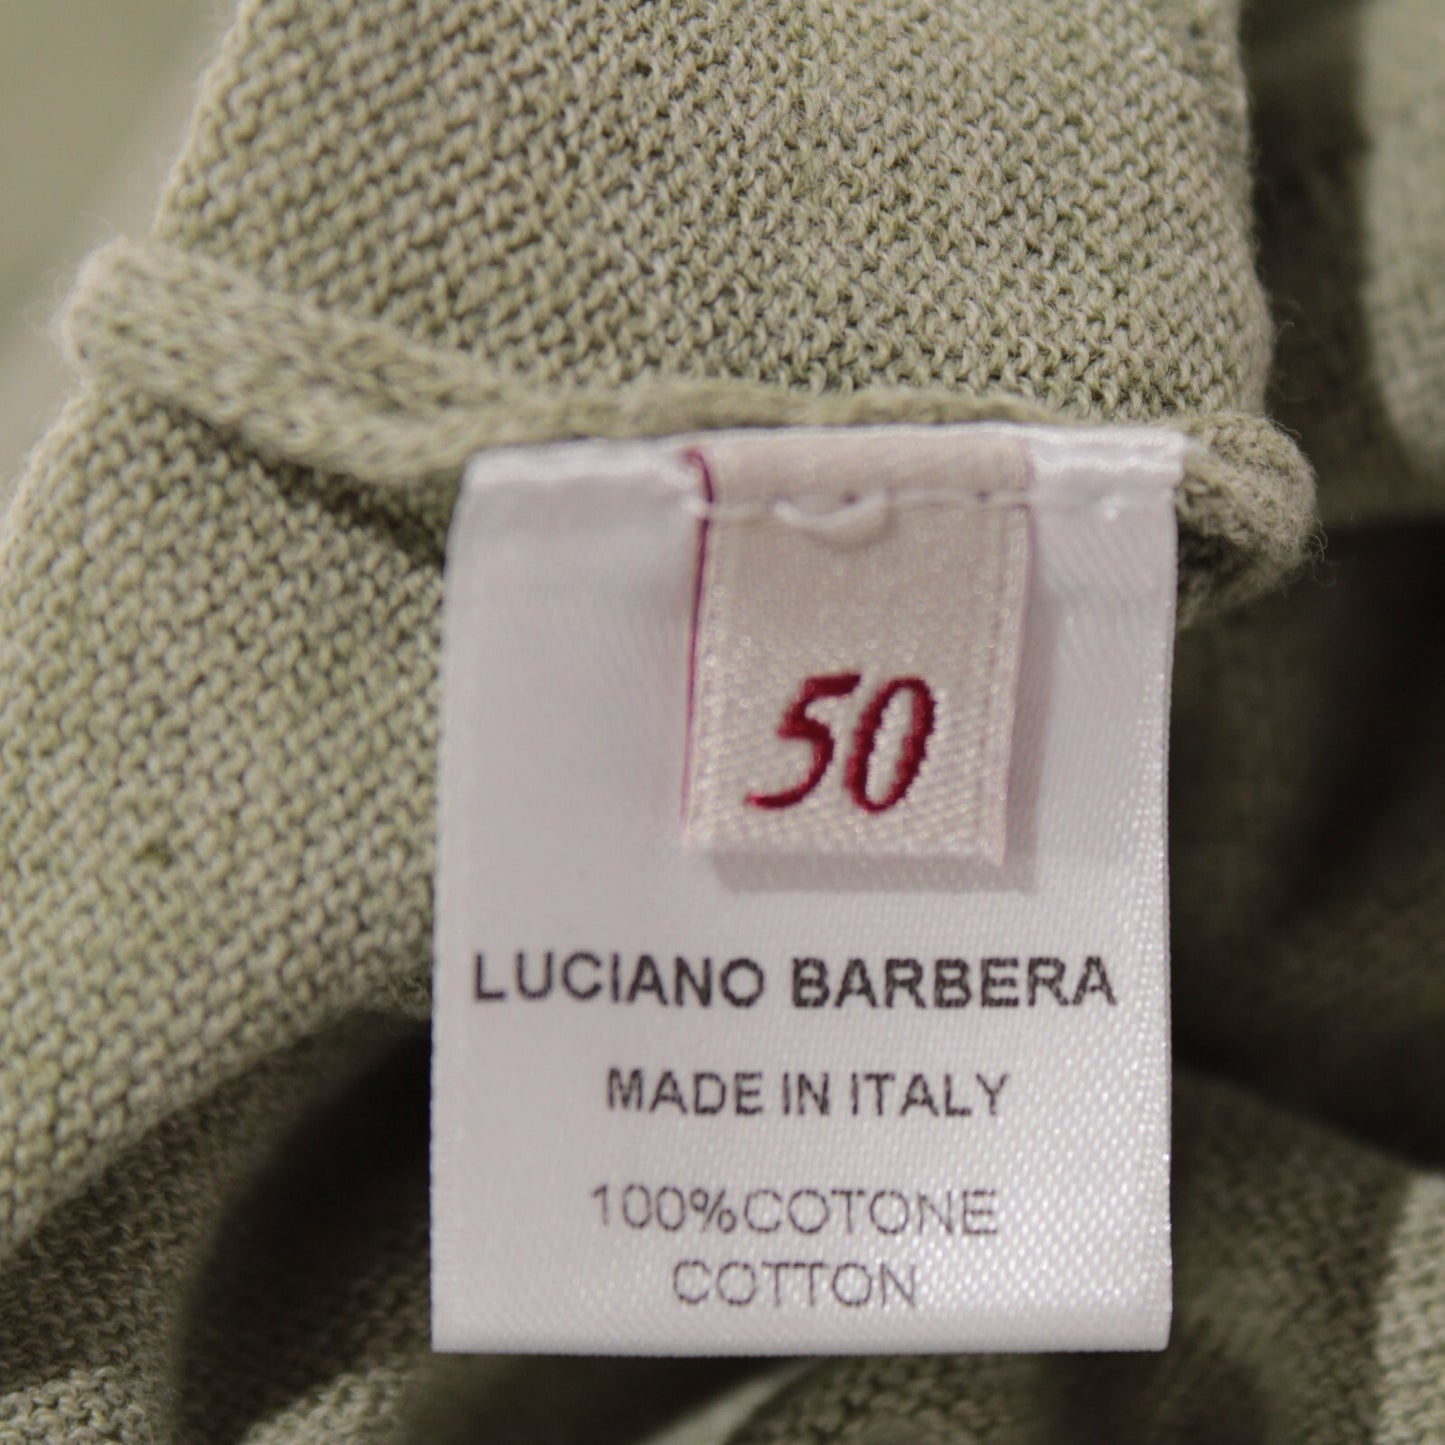 50
LUCIANO BARBERA
MADE IN ITALY
100%COTONE
COTTON